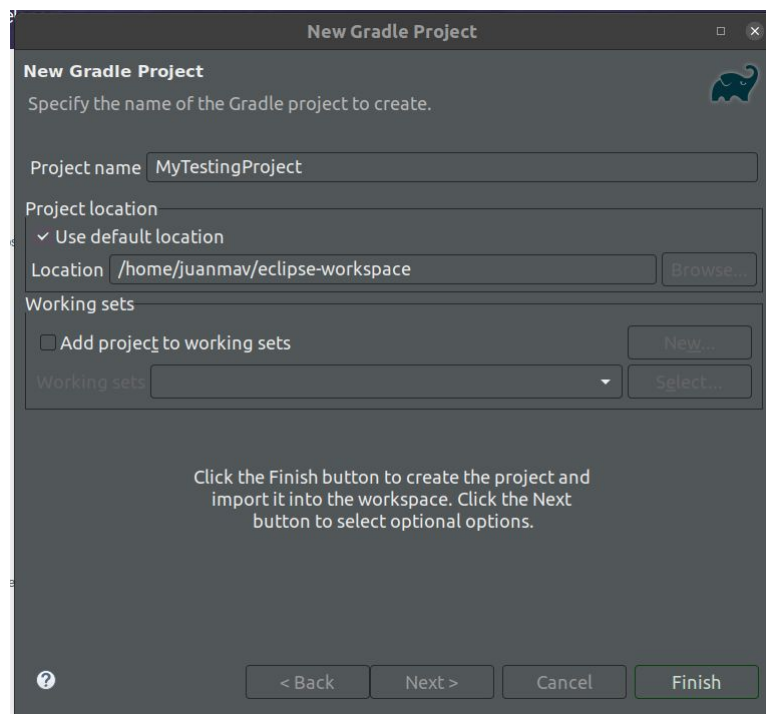 New Gradle Project
New Gradle Project
Specify the name of the Gradle project to create.
Project name MyTestingProject
Project location
Use default location
Location /home/juanmav/eclipse-workspace Browse...
Working sets
Add project to working sets New...
Working sets Select...
Click the Finish button to create the project and
import it into the workspace. Click the Next
button to select optional options.
? < Back Next > Cancel Finish